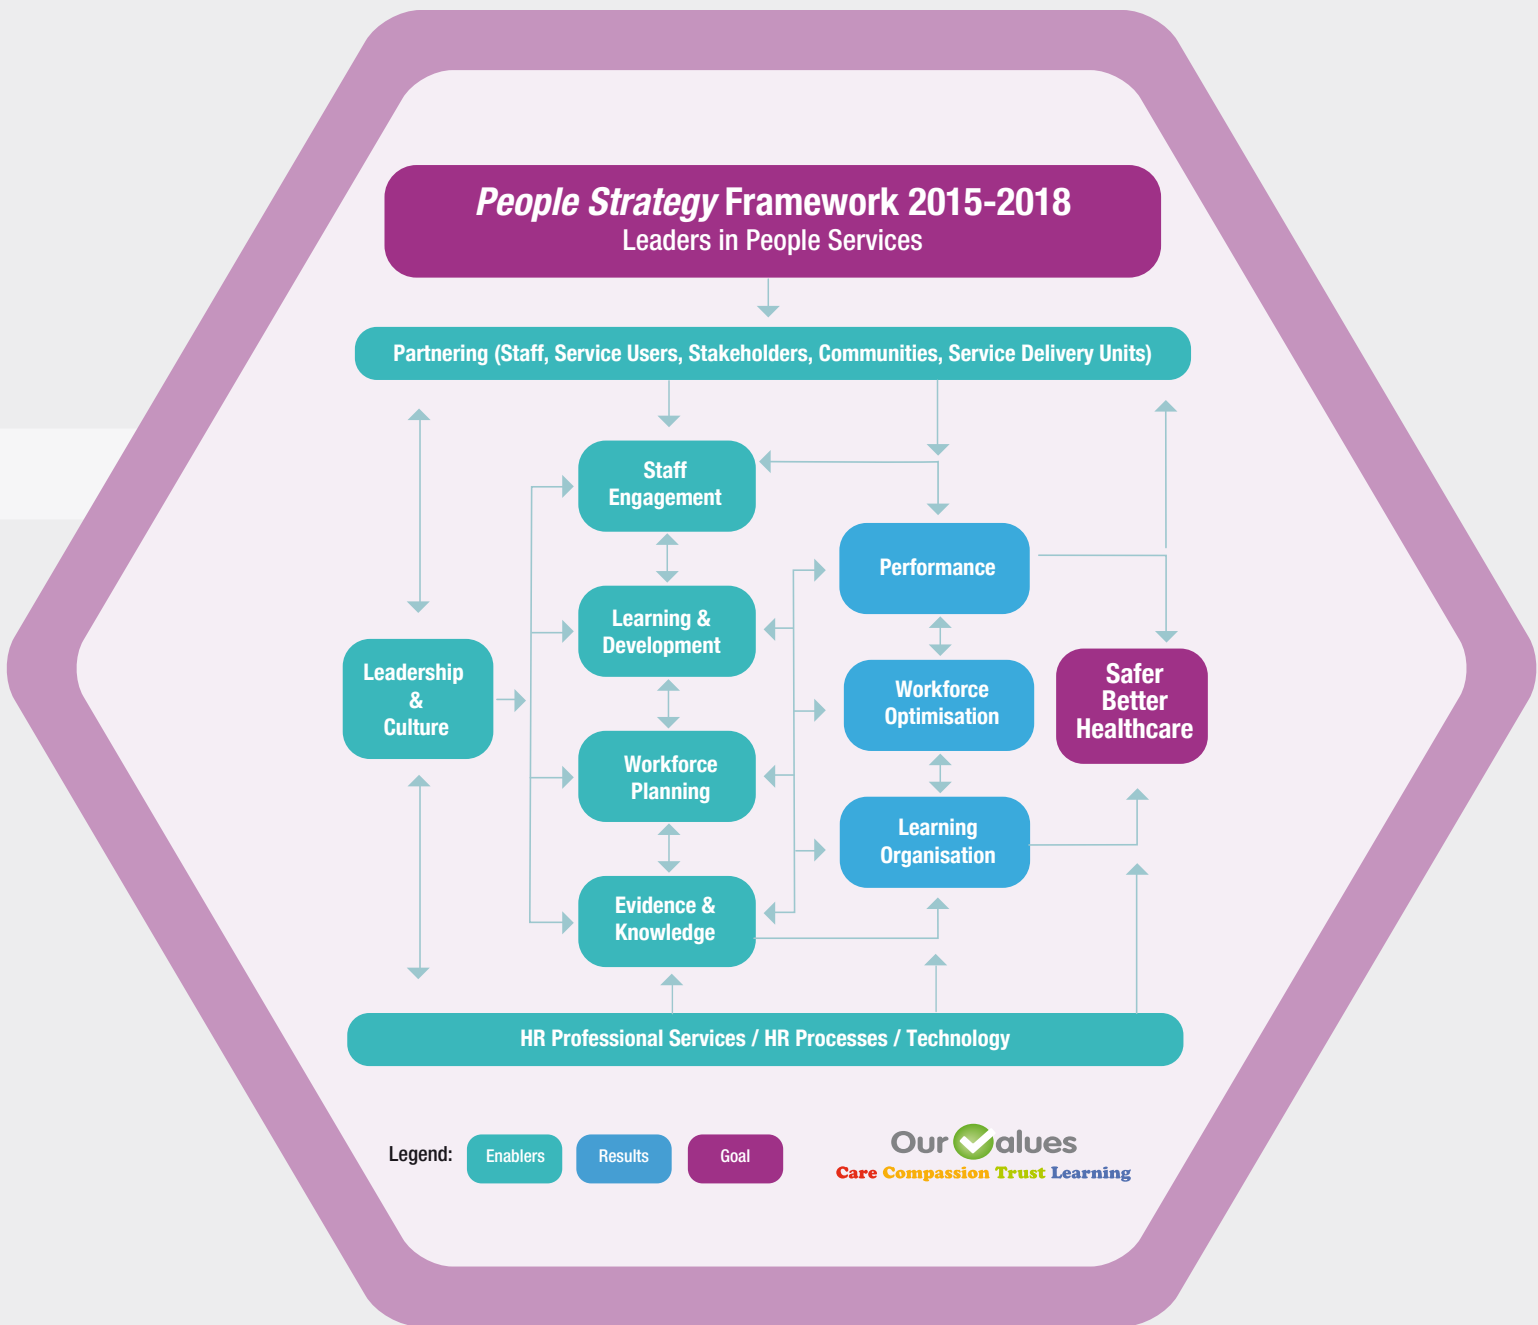 People Strategy Framework 2015-2018
Leaders in People Services
Partnering (Staff, Service Users, Stakeholders, Communities, Service Delivery Units)
Staff
Engagement
Performance
Learning &
Development
Leadership
&
Culture
Workforce
Optimisation
Safer
Better
Healthcare
Workforce
Planning
Learning
Organisation
Evidence &
Knowledge
HR Professional Services / HR Processes / Technology
Legend:
Enablers
Results
Goal
Our Values
Care Compassion Trust Learning